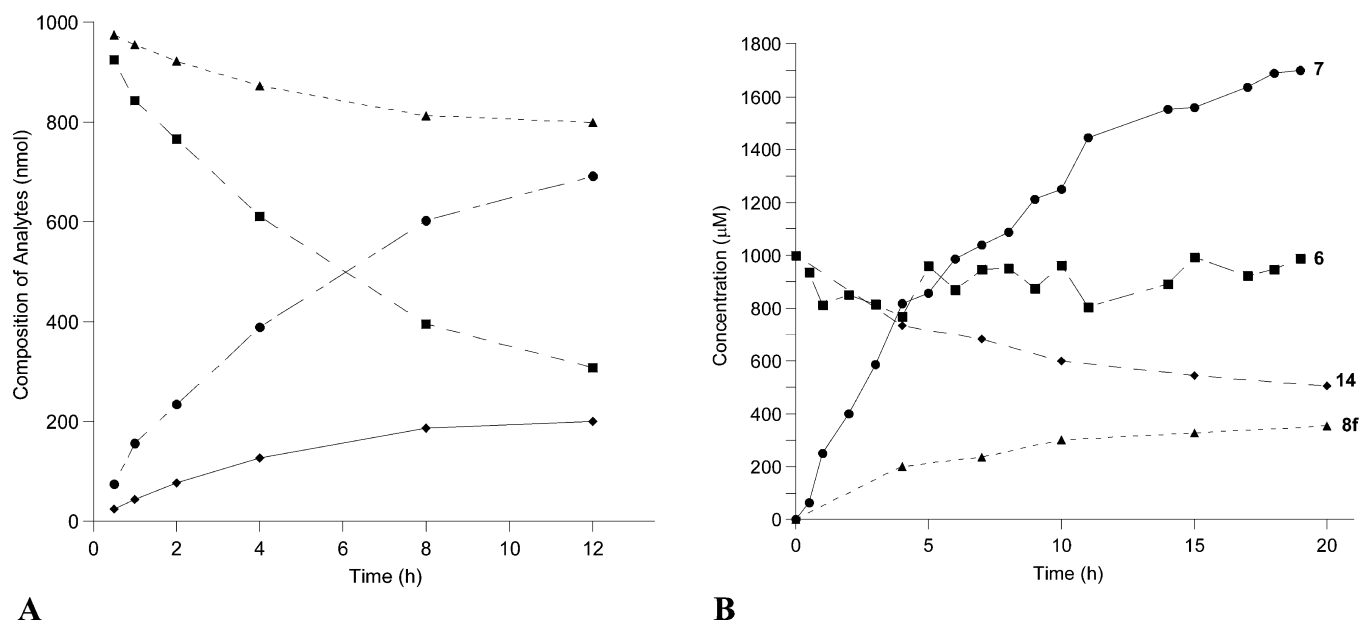 Composition of Analytes (nmol)
1000
800
600
400
200
0
0 2 4 6 8 10 12
Time (h)
A
Concentration (μM)
1800
1600
1400
1200
1000
800
600
400
200
0
7
6
14
8f
0 5 10 15 20
Time (h)
B